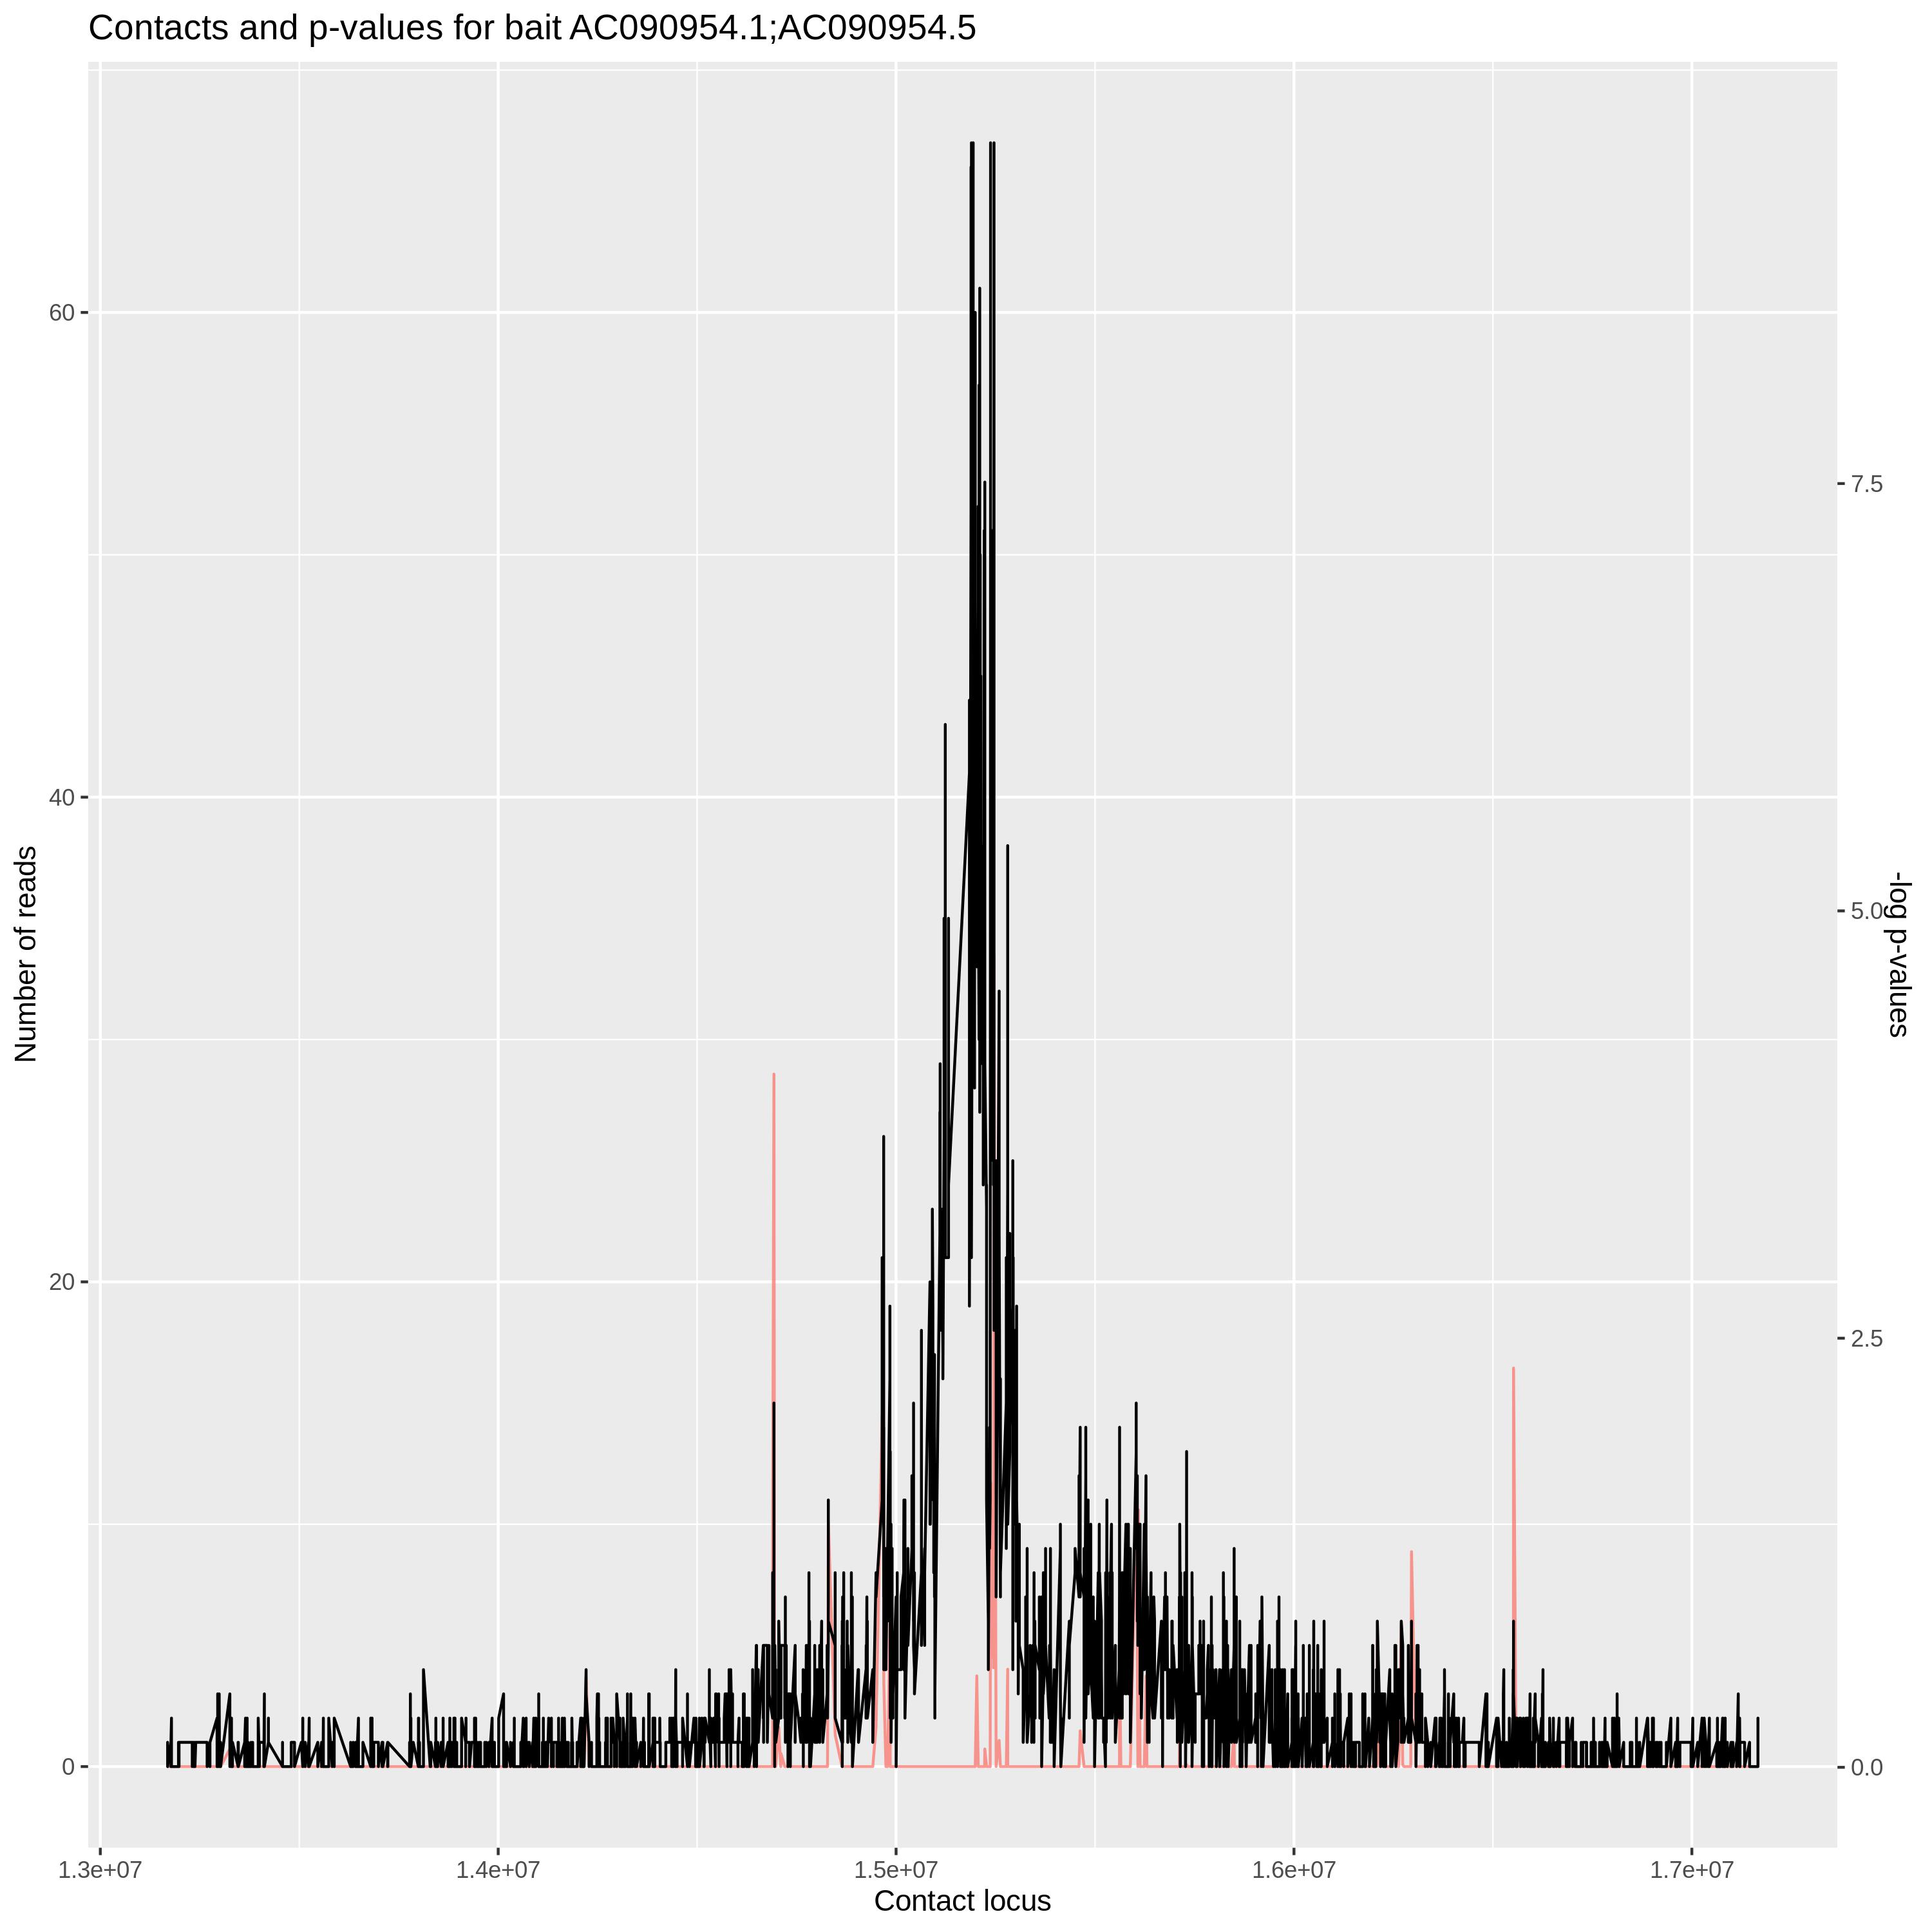 Contacts and p-values for bait AC090954.1;AC090954.5
60
40
20
0
Number of reads
7.5
5.0
2.5
0.0
-log p-values
1.3e+07
1.4e+07
1.5e+07
1.6e+07
1.7e+07
Contact locus